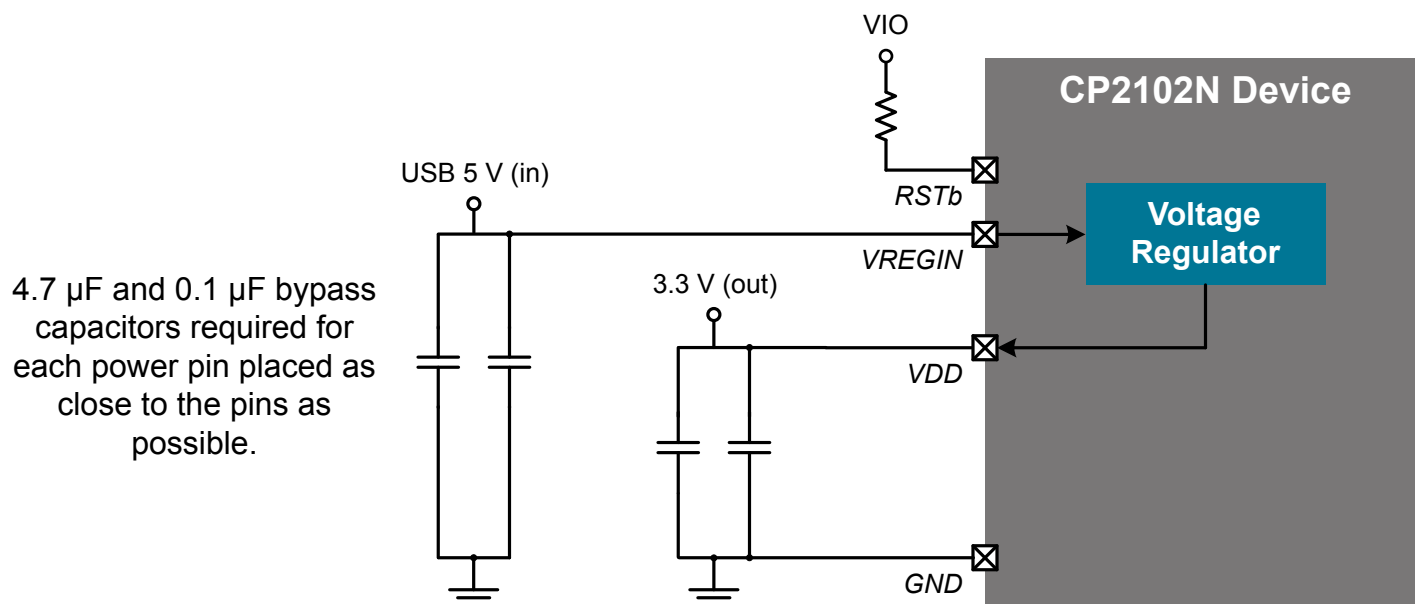 VIO
CP2102N Device
RSTb
USB 5 V (in)
Voltage
Regulator
VREGIN
3.3 V (out)
4.7 µF and 0.1 µF bypass
capacitors required for
each power pin placed as
close to the pins as
possible.
VDD
GND